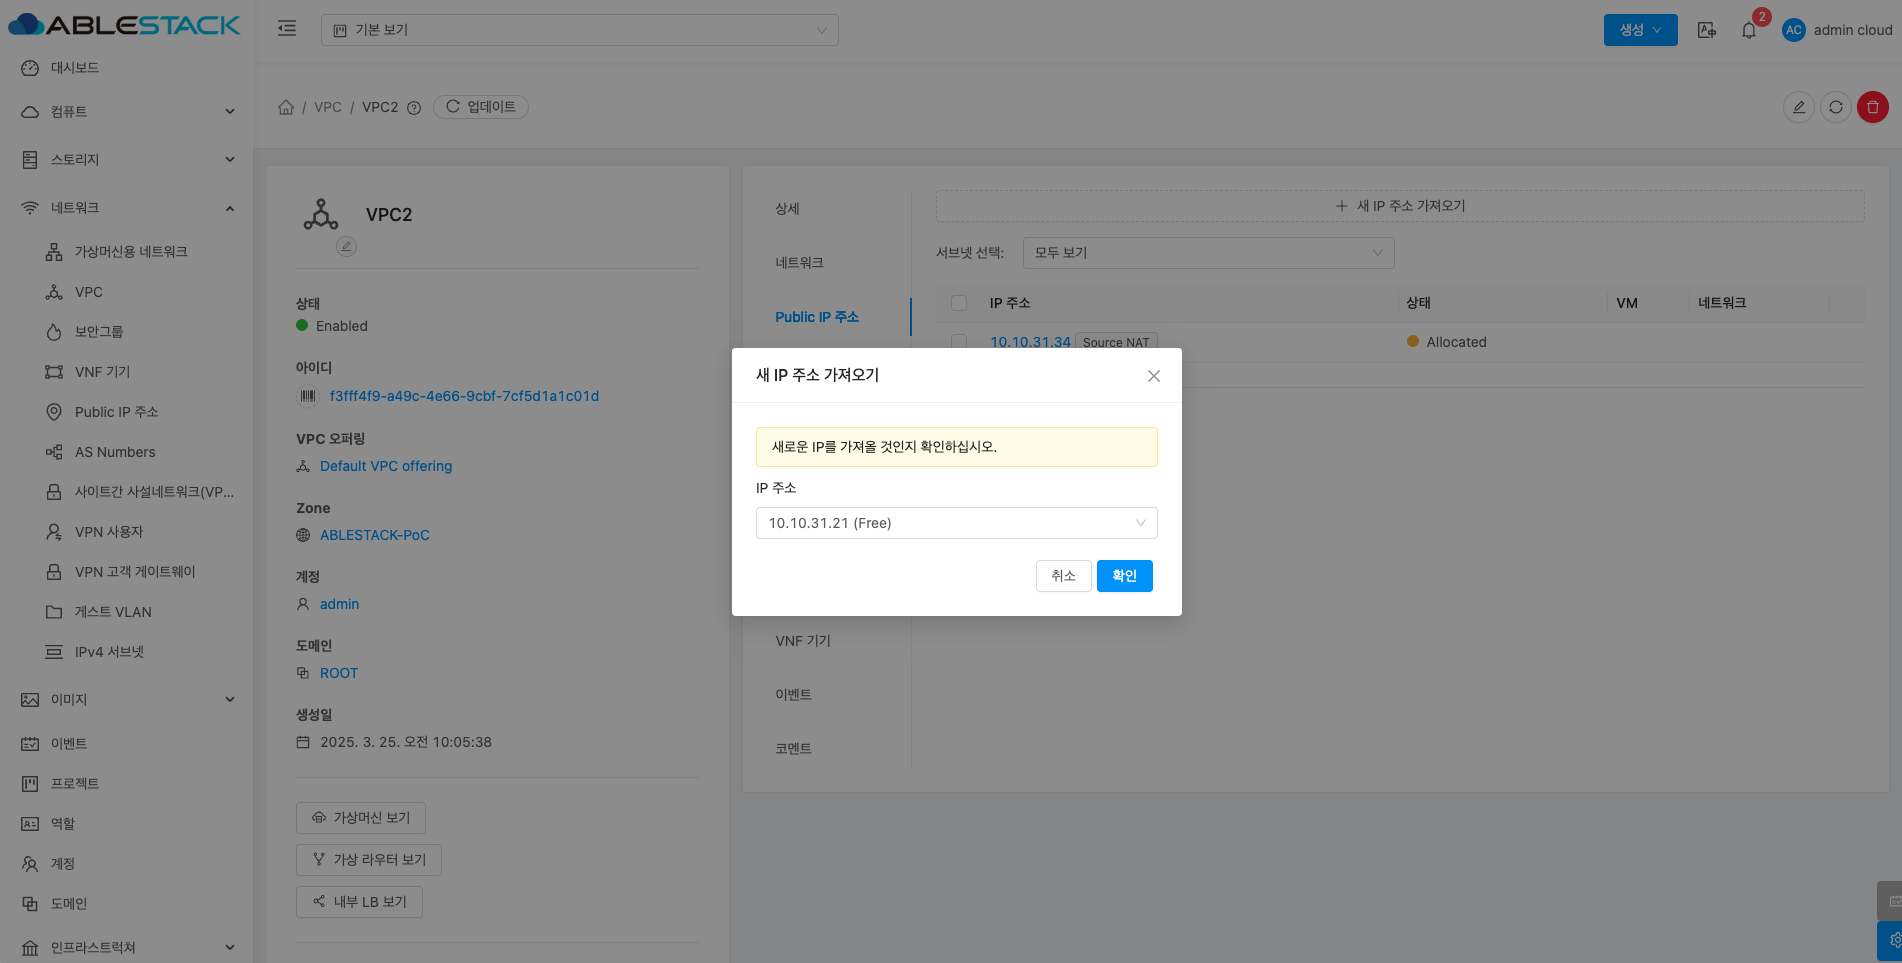 ABLESTACK
기본 보기
생성
2
AC
admin cloud
대시보드
컴퓨트
스토리지
네트워크
가상머신용 네트워크
VPC
보안그룹
VNF 기기
Public IP 주소
AS Numbers
사이트간 사설네트워크(VP...
VPN 사용자
VPN 고객 게이트웨이
게스트 VLAN
IPv4 서브넷
이미지
이벤트
프로젝트
역할
계정
도메인
인프라스트럭쳐
/ VPC / VPC2
업데이트
VPC2
상태
Enabled
아이디
f3fff4f9-a49c-4e66-9cbf-7cf5d1a1c01d
VPC 오퍼링
Default VPC offering
Zone
ABLESTACK-PoC
계정
admin
도메인
ROOT
생성일
2025. 3. 25. 오전 10:05:38
가상머신 보기
가상 라우터 보기
내부 LB 보기
상세
네트워크
Public IP 주소
VNF 기기
이벤트
코멘트
새 IP 주소 가져오기
서브넷 선택:
모두 보기
IP 주소 상태 VM 네트워크
10.10.31.34 Source NAT Allocated
새 IP 주소 가져오기
새로운 IP를 가져올 것인지 확인하십시오.
IP 주소
10.10.31.21 (Free)
취소
확인